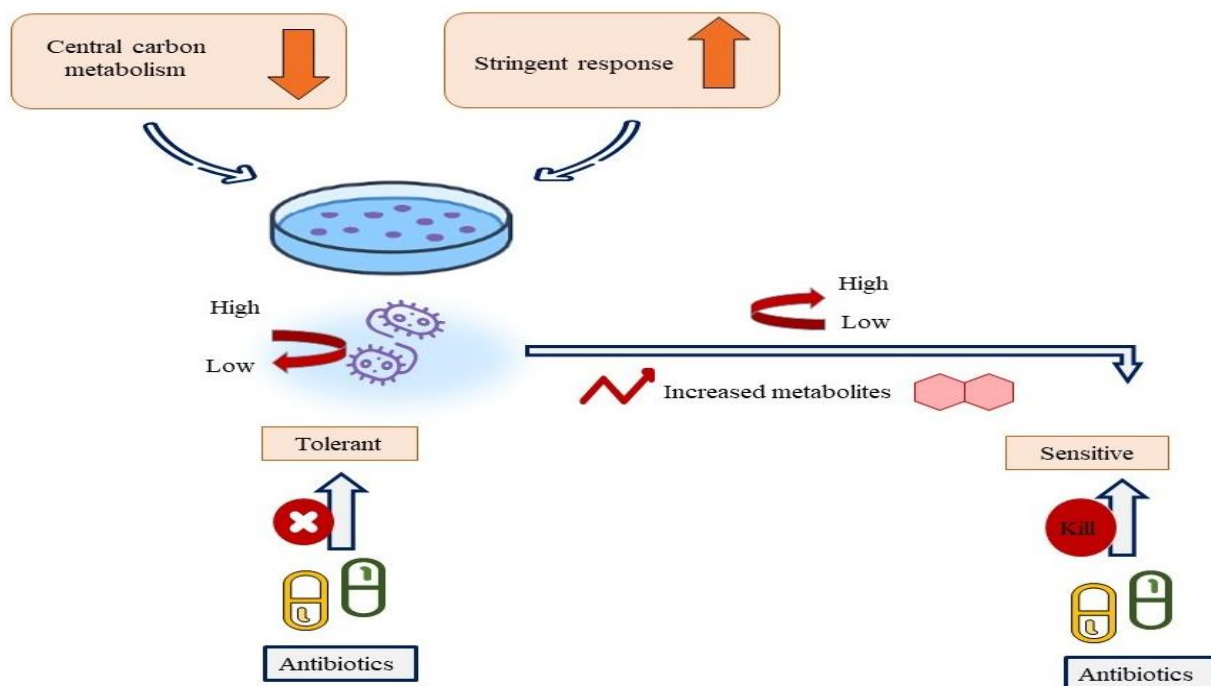 Central carbon
metabolism
Stringent response
High
Low
High
Low
Increased metabolites
Tolerant
Sensitive
Kill
Antibiotics
Antibiotics